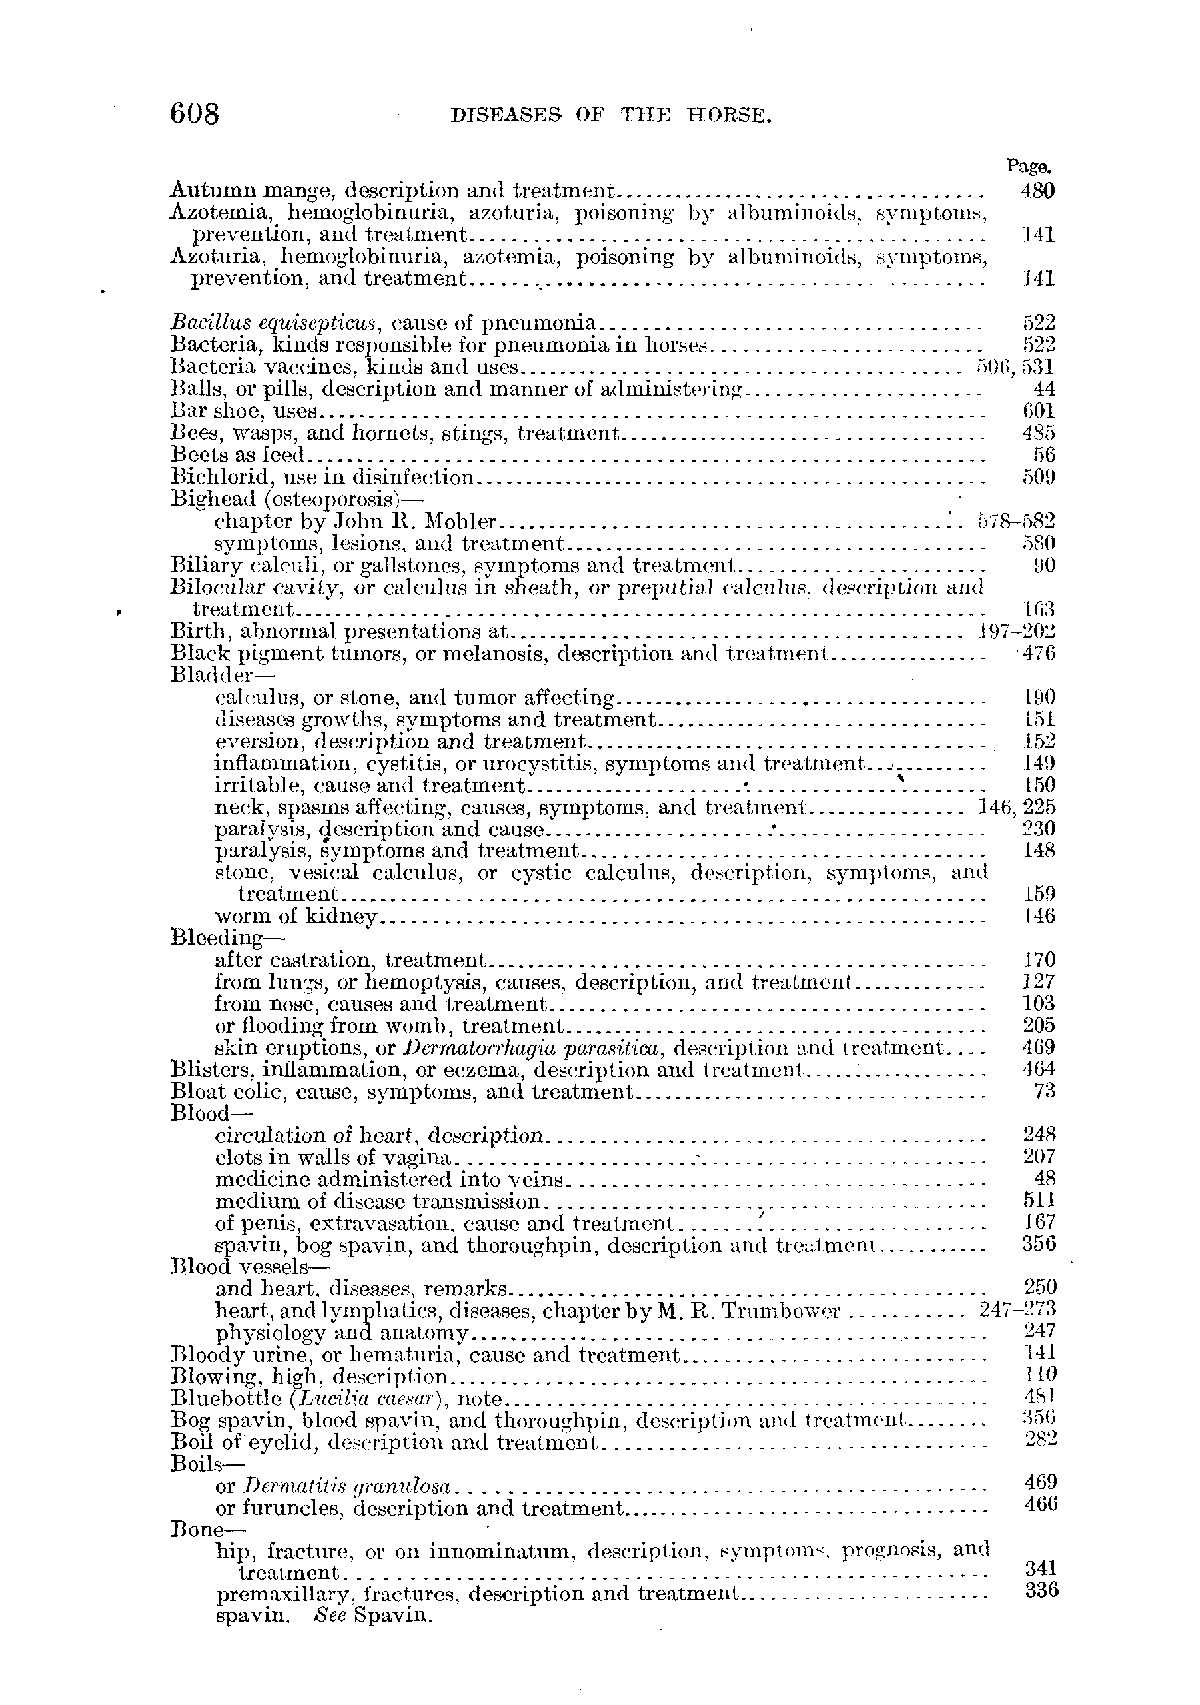 608 DISEASES OF THE HORSE.
Page.
Autumn mange, description and treatment 480
Azotemia, hemoglobinuria, azoturia, poisoning by albuminoids, symptoms,
prevention, and treatment 141
Azoturia, hemoglobinuria, azotemia, poisoning by albuminoids, symptoms,
prevention, and treatment 141
Bacillus equisepticus, cause of pneumonia 522
Bacteria, kinds responsible for pneumonia in horses 522
Bacteria vaccines, kinds and uses 506, 531
Balls, or pills, description and manner of administering 44
Bar shoe, uses 601
Bees, wasps, and hornets, stings, treatment 485
Beets as feed 56
Bichlorid, use in disinfection 509
Bighead (osteoporosis)—
chapter by John R. Mohler 578-582
symptoms, lesions, and treatment 580
Biliary calculi, or gallstones, symptoms and treatment 90
Bilocular cavity, or calculus in sheath, or preputial calculus, description and
treatment 163
Birth, abnormal presentations at 197-202
Black pigment tumors, or melanosis, description and treatment 476
Bladder—
calculus, or stone, and tumor affecting 190
diseases growths, symptoms and treatment 151
eversion, description and treatment 152
inflammation, cystitis, or urocystitis, symptoms and treatment 149
irritable, cause and treatment 150
neck, spasms affecting, causes, symptoms, and treatment 146, 225
paralysis, description and cause 230
paralysis, symptoms and treatment 148
stone, vesical calculus, or cystic calculus, description, symptoms, and
treatment 159
worm of kidney 146
Bleeding—
after castration, treatment 170
from lungs, or hemoptysis, causes, description, and treatment 127
from nose, causes and treatment 103
or flooding from womb, treatment 205
skin eruptions, or Dermatorrhagia parasitica, description and treatment 469
Blisters, inflammation, or eczema, description and treatment 464
Bloat colic, cause, symptoms, and treatment 73
Blood—
circulation of heart, description 248
clots in walls of vagina 207
medicine administered into veins 48
medium of disease transmission 511
of penis, extravasation, cause and treatment 167
spavin, bog spavin, and thoroughpin, description and treatment 356
Blood vessels—
and heart, diseases, remarks 250
heart, and lymphatics, diseases, chapter by M. R. Trumbower 247-273
physiology and anatomy 247
Bloody urine, or hematuria, cause and treatment 141
Blowing, high, description 110
Bluebottle (Lucilia caesar), note 481
Bog spavin, blood spavin, and thoroughpin, description and treatment 356
Boil of eyelid, description and treatment 282
Boils—
or Dermatitis granulosa 469
or furuncles, description and treatment 466
Bone—
hip, fracture, or on innominatum, description, symptoms, prognosis, and
treatment 341
premaxillary, fractures, description and treatment 336
spavin. See Spavin.